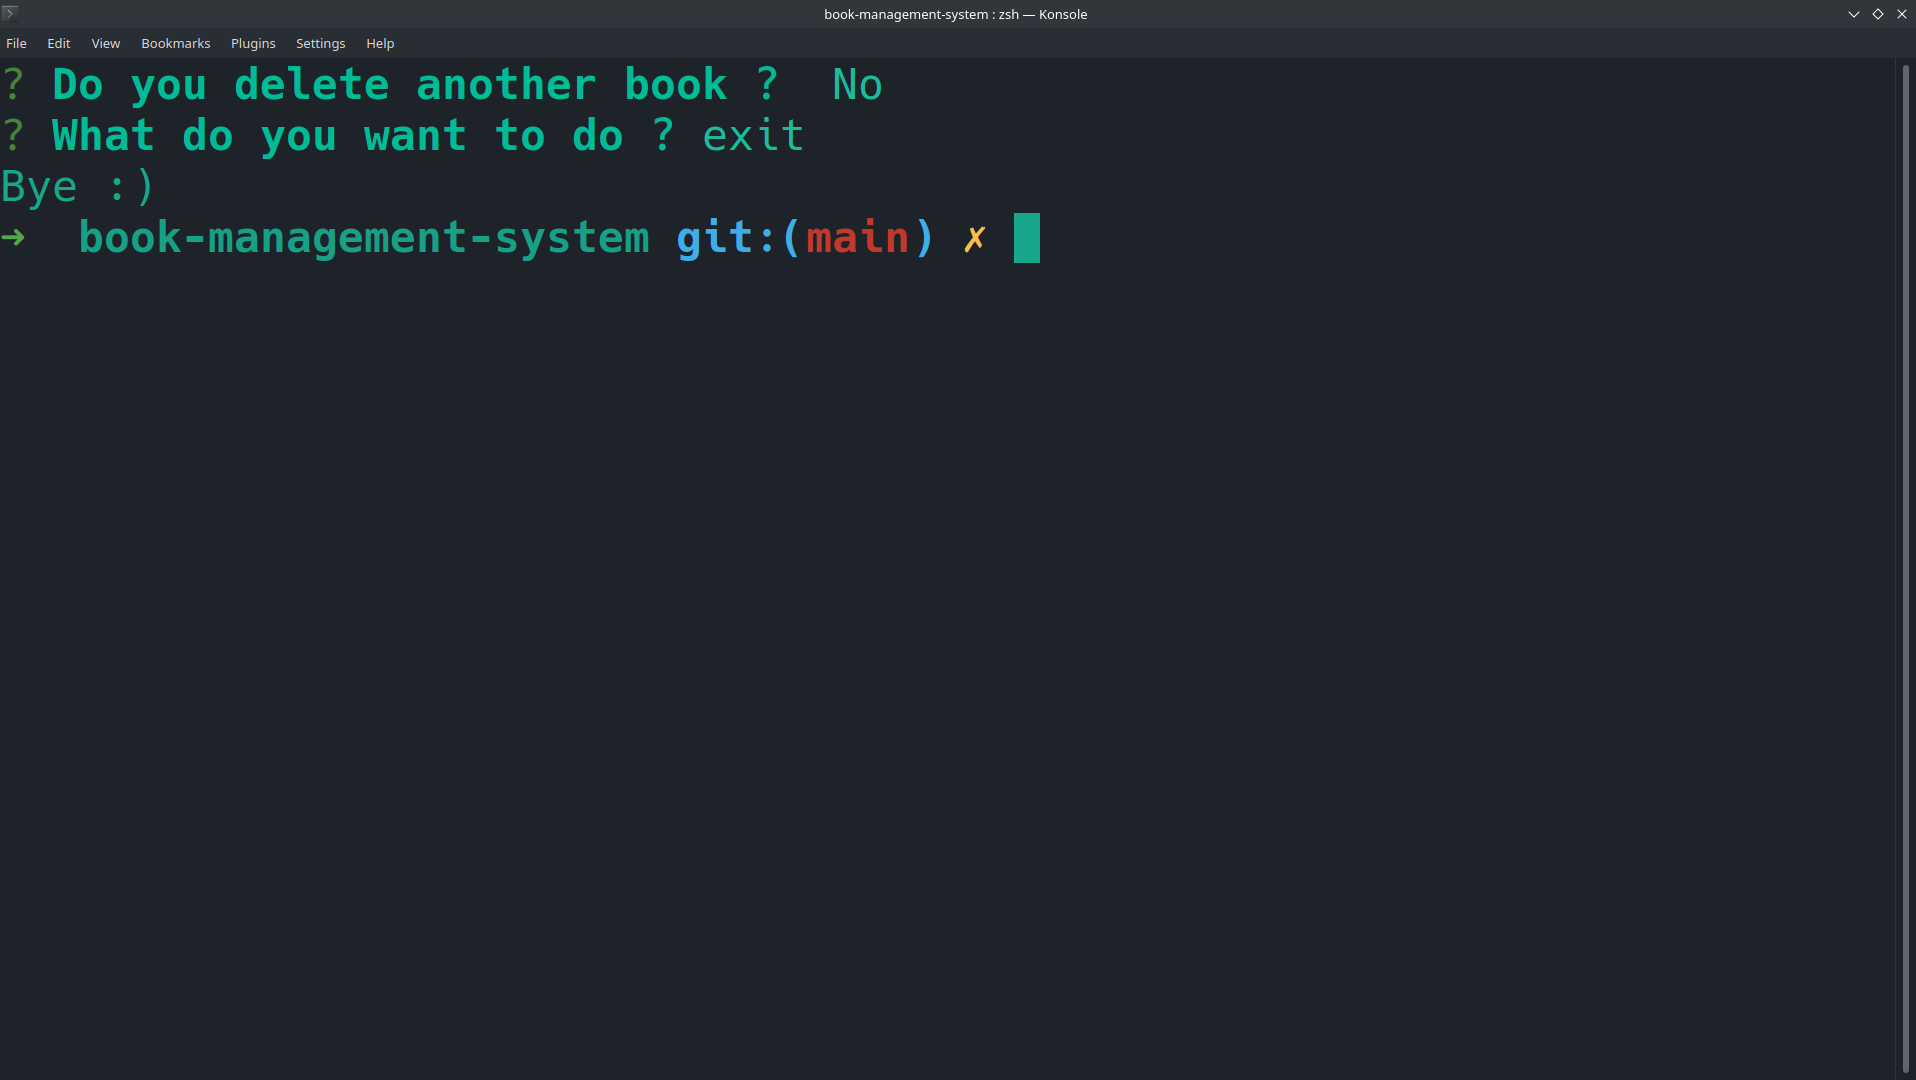 book-management-system : zsh — Konsole
File Edit View Bookmarks Plugins Settings Help
? Do you delete another book ?  No
? What do you want to do ? exit
Bye :)
➜  book-management-system git:(main) ✗